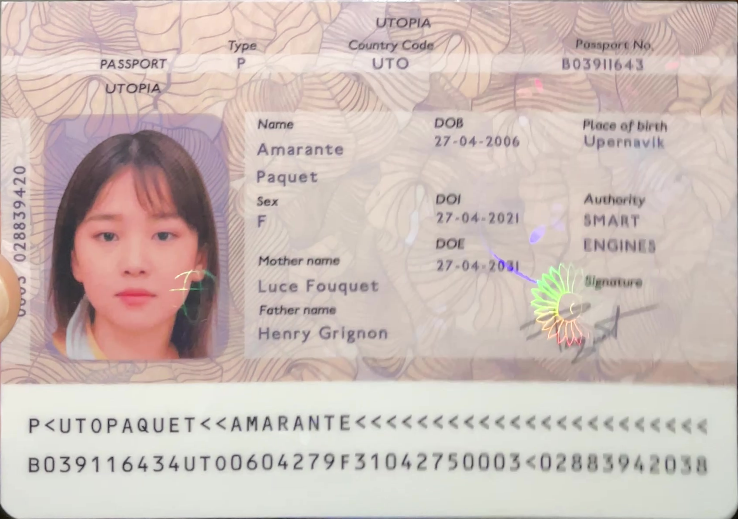 UTOPIA
Type Country Code Passport No.
PASSPORT P UTO B03911643
UTOPIA
Name DOB Place of birth
Amarante 27-04-2006 Upernavik
Paquet
Sex DOI Authority
F 27-04-2021 SMART
DOE ENGINES
Mother name 27-04-2031
Luce Fouquet Signature
Father name
Henry Grignon
0003 028839420
P<UTOPAQUET<<AMARANTE<<<<<<<<<<<<<<<<<<<<<<<
B039116434UTO0604279F31042750003<02883942038